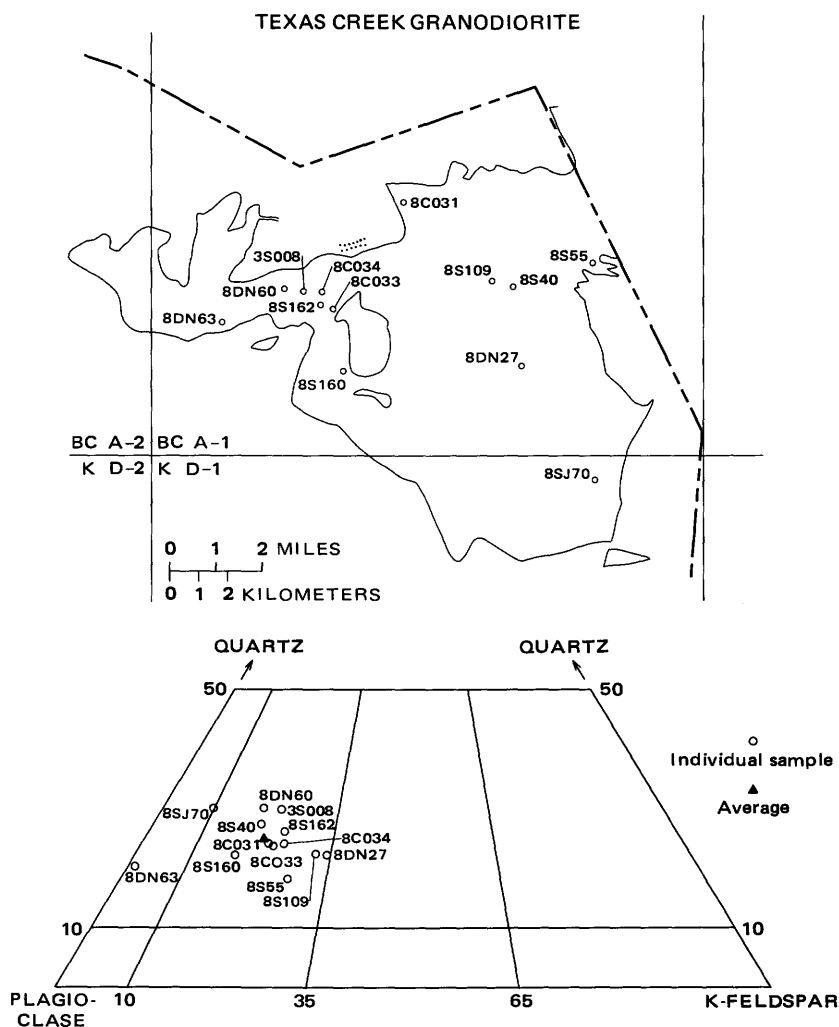 TEXAS CREEK GRANODIORITE
8C031
3S008
8C034
8S55
8C033
8S109
8S40
8DN60
8S162
8DN63
8DN27
8S160
BC A-2 BC A-1
K D-2 K D-1
8SJ70
0 1 2 MILES
0 1 2 KILOMETERS
QUARTZ QUARTZ
50 50
Individual sample
8DN60
Average
8SJ70 3S008
8S40 8S162
8C031 8C034
8S160 8CO33 8DN27
8DN63
8S55
8S109
10 10
PLAGIO-
CLASE 10 35 65 K-FELDSPAR